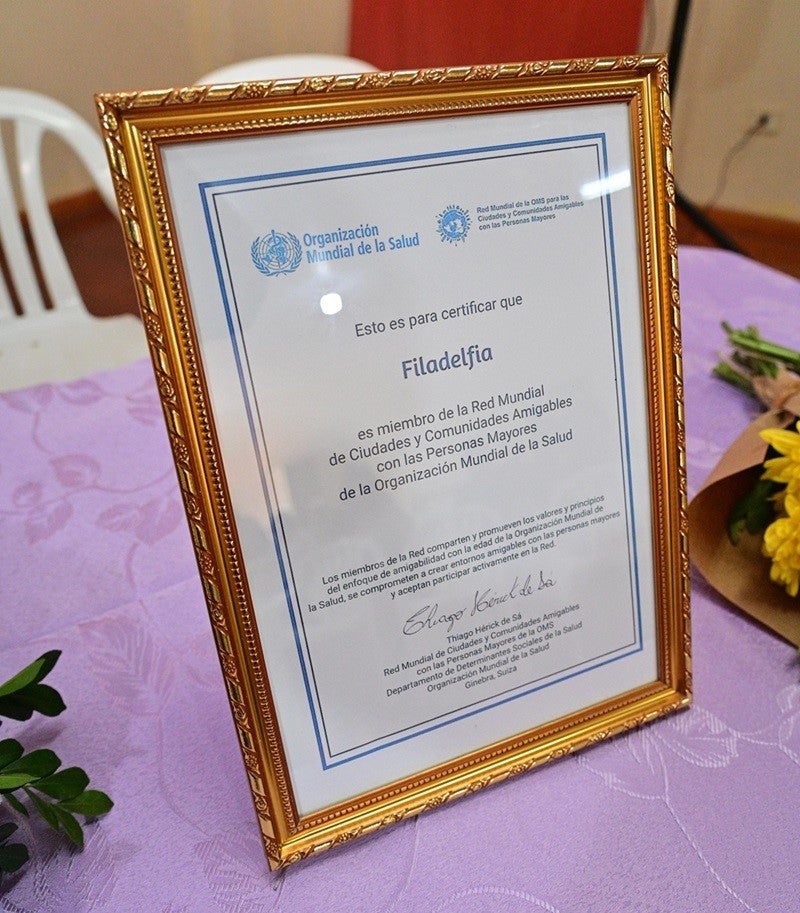 Organización
Mundial de la Salud
Red Mundial de la OMS para las
Ciudades y Comunidades Amigables
con las Personas Mayores
Esto es para certificar que
Filadelfia
es miembro de la Red Mundial
de Ciudades y Comunidades Amigables
con las Personas Mayores
de la Organización Mundial de la Salud
Los miembros de la Red comparten y promueven los valores y principios
del enfoque de amigabilidad con la edad de la Organización Mundial de
la Salud, se comprometen a crear entornos amigables con las personas mayores
y aceptan participar activamente en la Red.
Thiago Hérick de Sá
Thiago Hérick de Sá
Red Mundial de Ciudades y Comunidades Amigables
con las Personas Mayores de la OMS
Departamento de Determinantes Sociales de la Salud
Organización Mundial de la Salud
Ginebra, Suiza